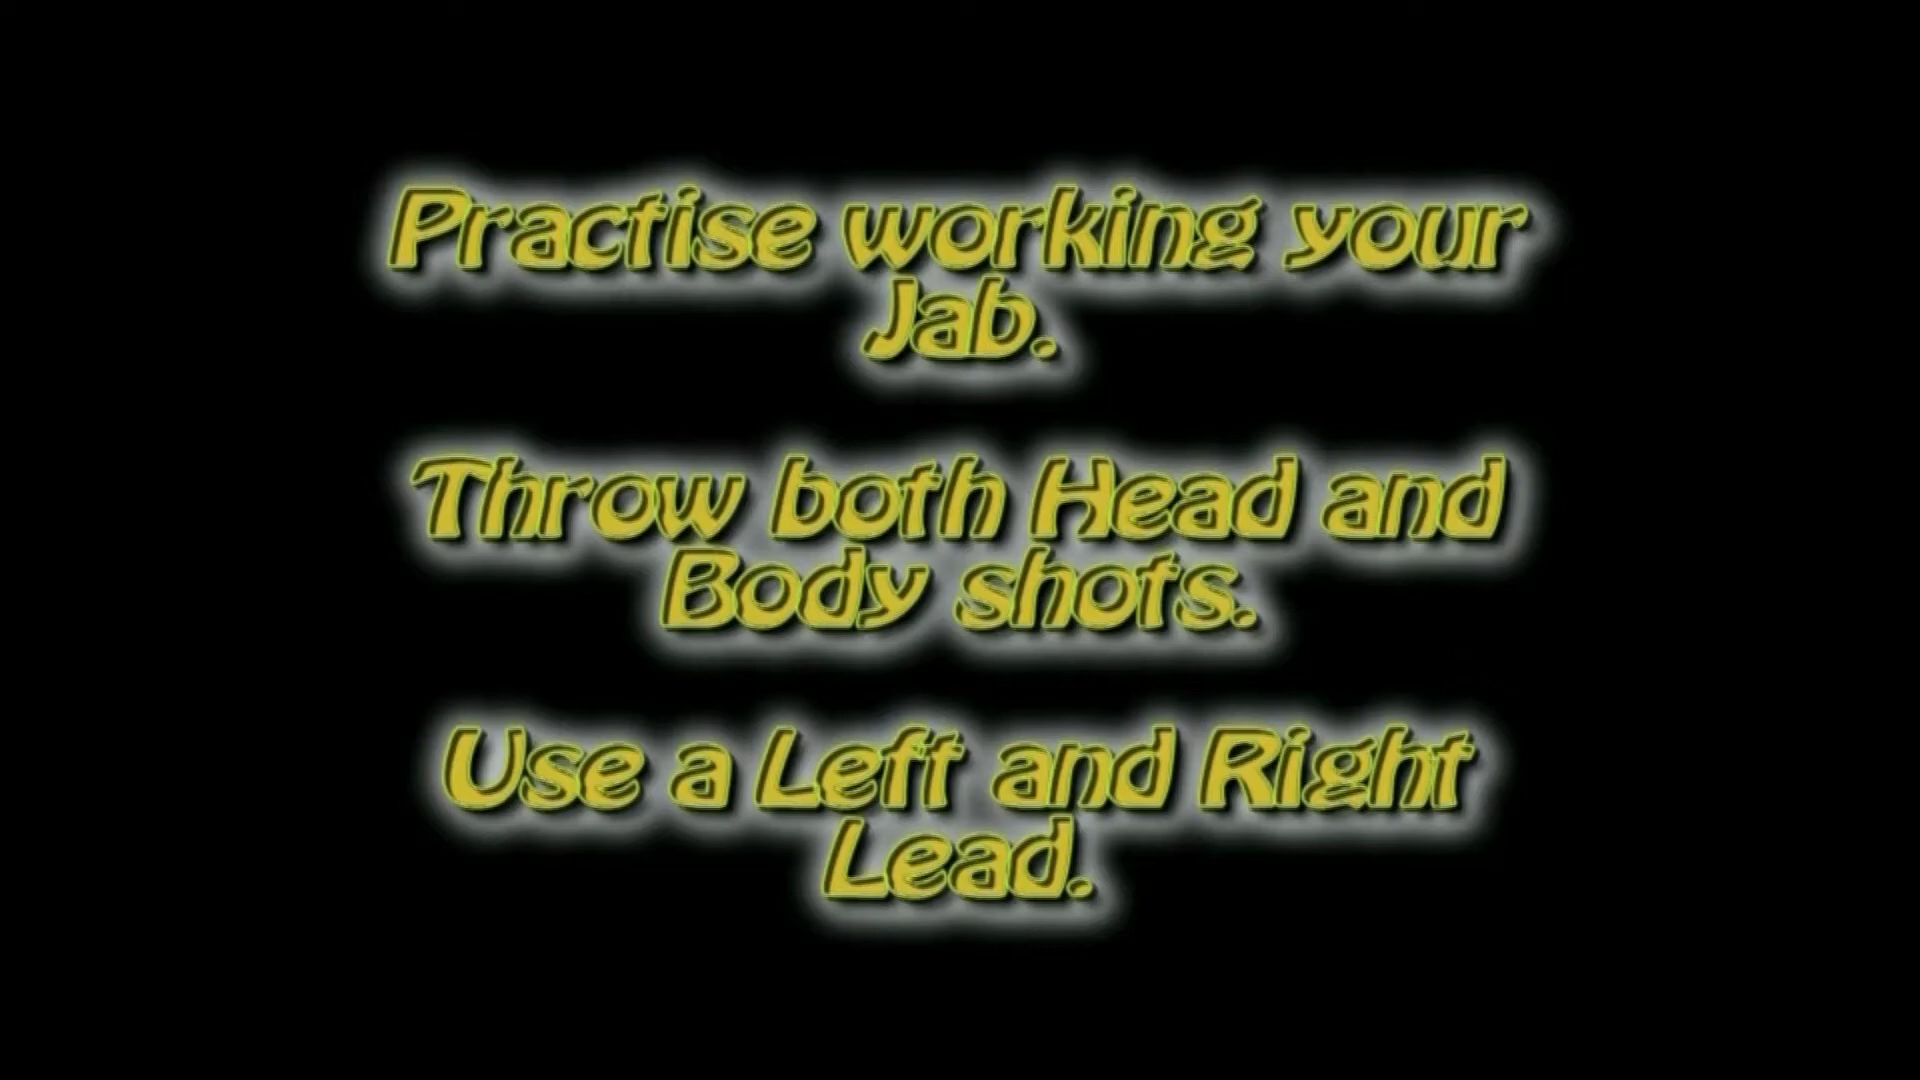 Practise working your
Jab.
Throw both Head and
Body shots.
Use a Left and Right
Lead.